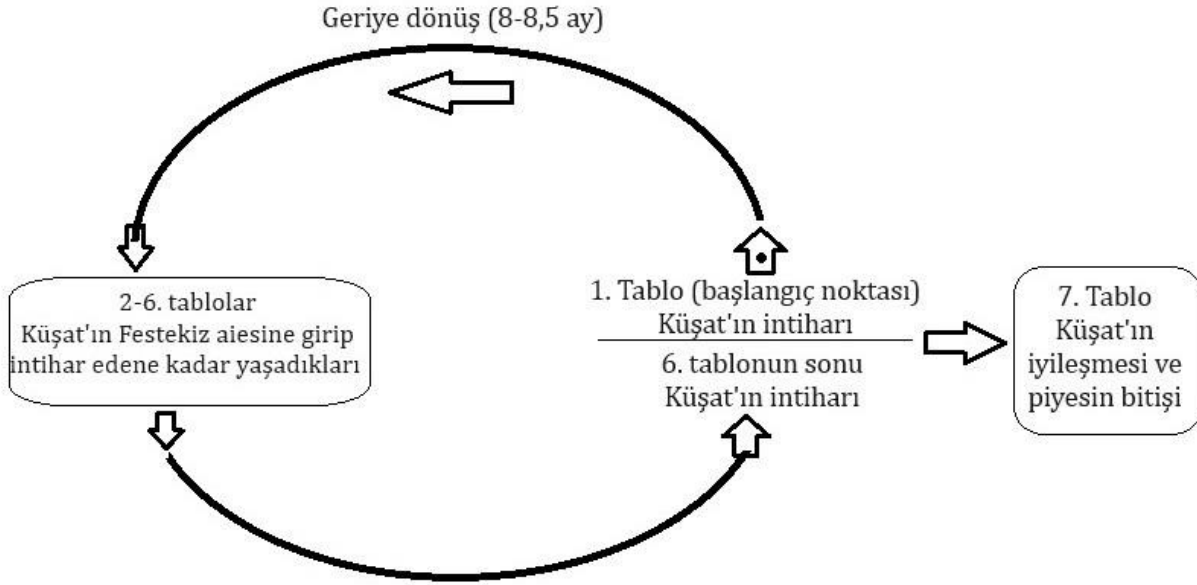 Geriye dönüş (8-8,5 ay)
2-6. tablolar
Küşat'ın Festekiz aiesine girip
intihar edene kadar yaşadıkları
1. Tablo (başlangıç noktası)
Küşat'ın intiharı
6. tablonun sonu
Küşat'ın intiharı
7. Tablo
Küşat'ın
iyileşmesi ve
piyesin bitişi